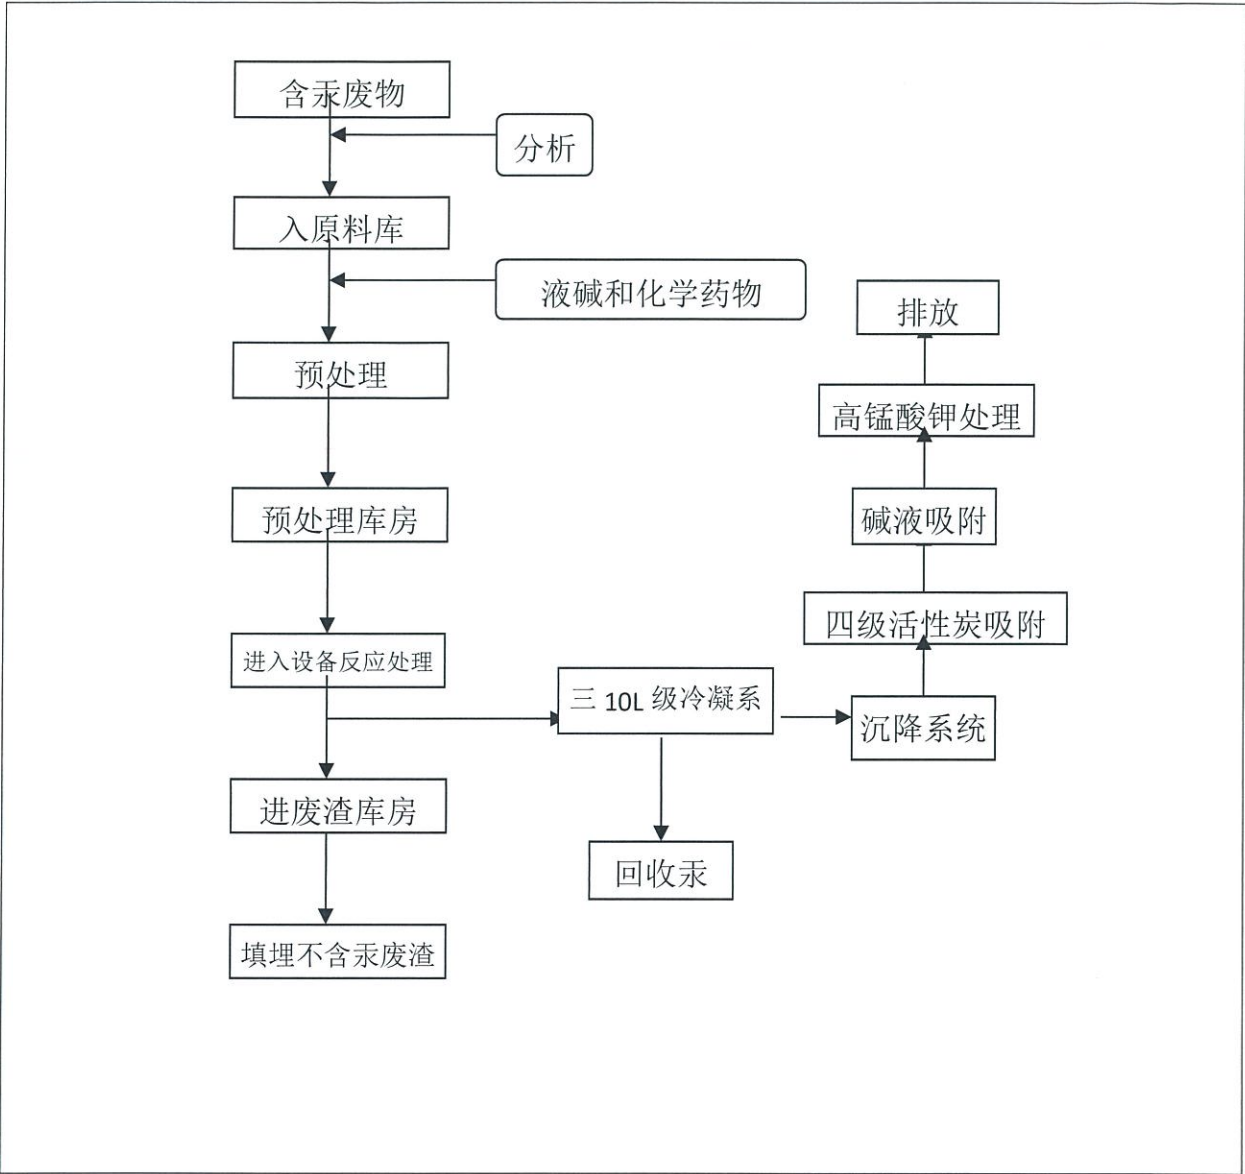 含汞废物
分析
入原料库
液碱和化学药物
排放
预处理
高锰酸钾处理
碱液吸附
预处理库房
四级活性炭吸附
进入设备反应处理
三 10L 级冷凝系
沉降系统
进废渣库房
回收汞
填埋不含汞废渣